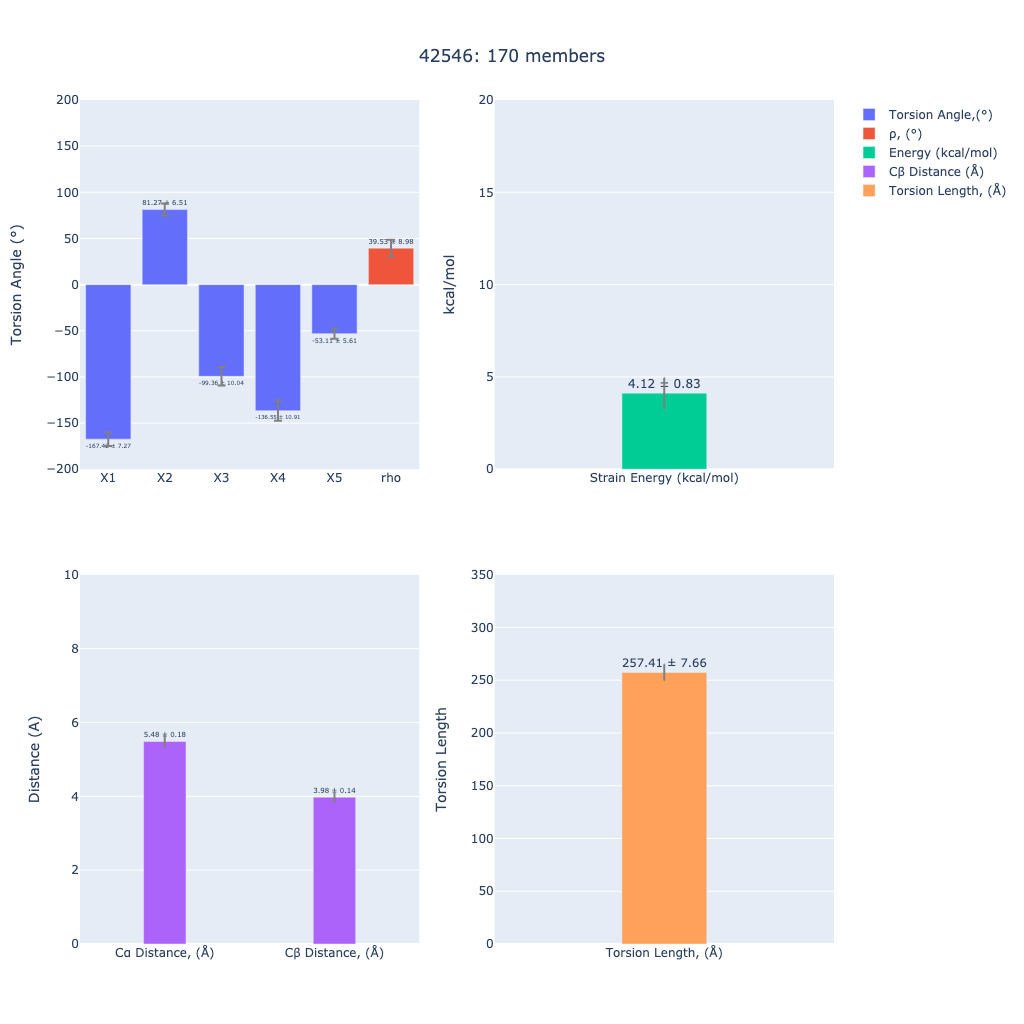 42546: 170 members
Torsion Angle (°)
200
150
100
50
0
−50
−100
−150
−200
81.27 ± 6.51
39.53 ± 8.98
-53.11 ± 5.61
-99.36 ± 10.04
-136.55 ± 10.91
± 7.27
X1 X2 X3 X4 X5 rho
kcal/mol
20
15
10
5
0
4.12 ± 0.83
Strain Energy (kcal/mol)
Torsion Angle,(°)
ρ, (°)
Energy (kcal/mol)
Cβ Distance (Å)
Torsion Length, (Å)
Distance (A)
10
8
6
4
2
0
5.48 ± 0.18
3.98 ± 0.14
Cα Distance, (Å) Cβ Distance, (Å)
Torsion Length
350
300
250
200
150
100
50
0
257.41 ± 7.66
Torsion Length, (Å)